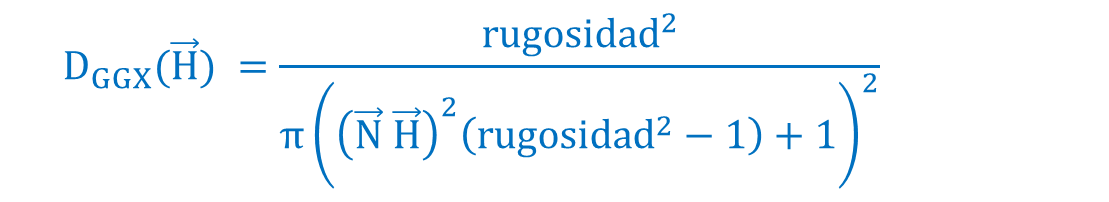 D_GGX(H⃗) = rugosidad² / π((N⃗ H⃗)²(rugosidad² − 1) + 1)²